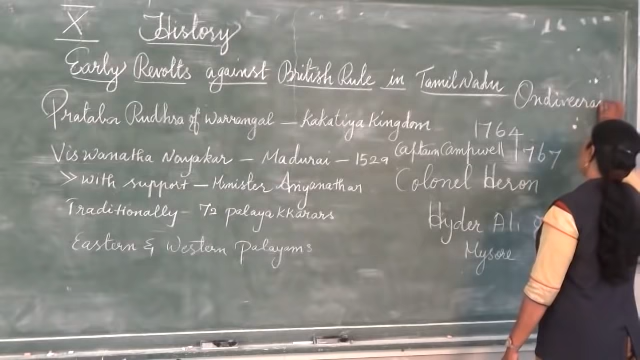 X History
Early Revolts against British Rule in Tamil Nadu
Ondiveeran
Prataba Rudhra of Warrangal – Kakatiya Kingdom
1764
Viswanatha Nayakar – Madurai – 1529
Captain Campwell 1767
>> with support – Minister Ariyanathar
Colonel Heron
Traditionally – 72 palayakkarars
Hyder Ali
Eastern & Western Palayams
Mysore